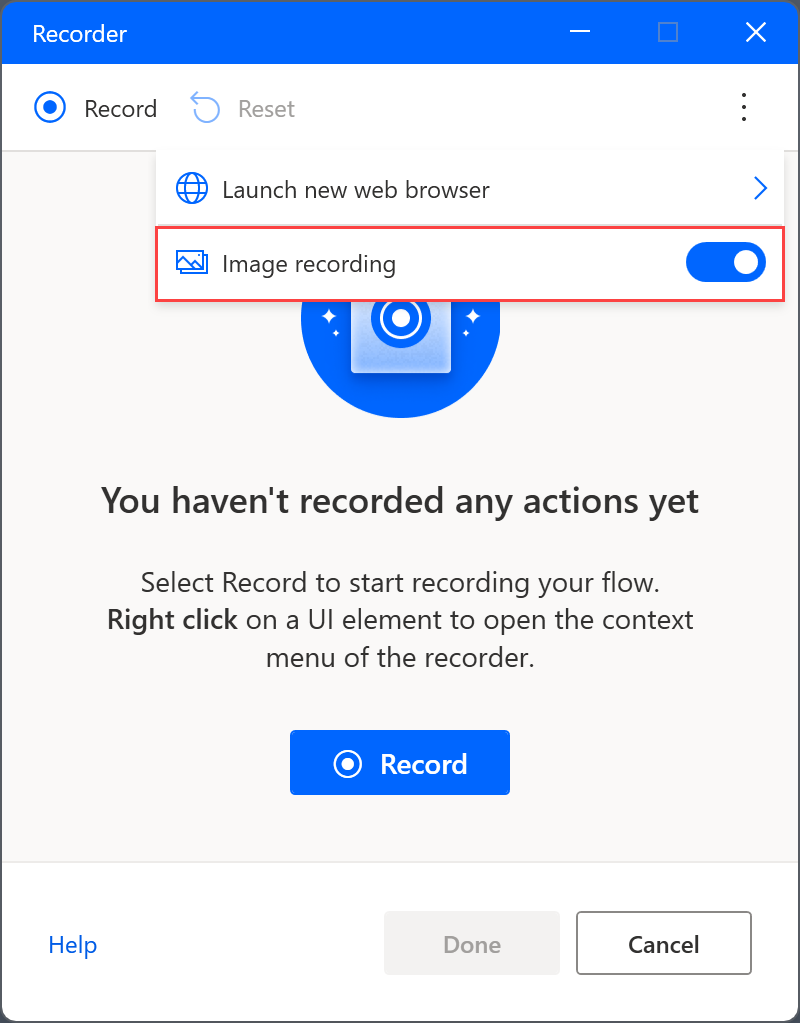 Recorder
Record
Reset
Launch new web browser
Image recording
You haven't recorded any actions yet
Select Record to start recording your flow.
Right click on a UI element to open the context
menu of the recorder.
Record
Help
Done
Cancel